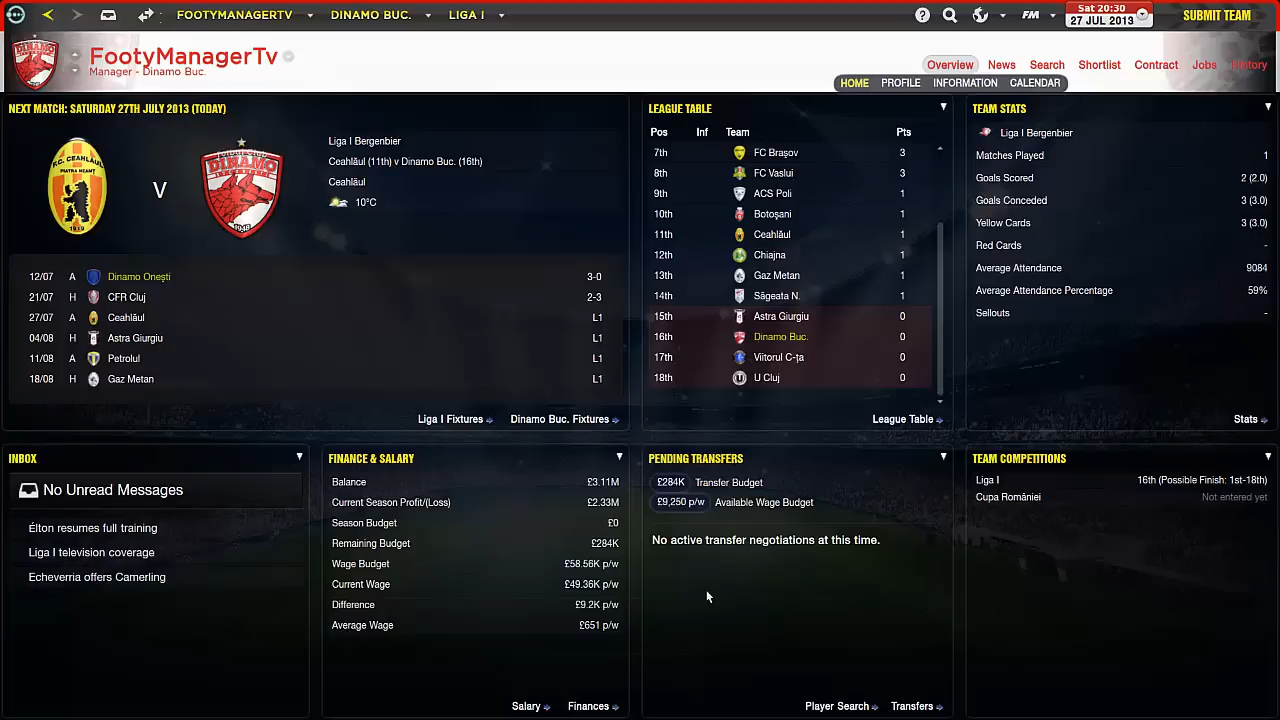 FOOTYMANAGERTV DINAMO BUC. LIGA I FM Sat 20:30 27 JUL 2013 SUBMIT TEAM
FootyManagerTv
Manager - Dinamo Buc.
Overview News Search Shortlist Contract Jobs History
HOME PROFILE INFORMATION CALENDAR
NEXT MATCH: SATURDAY 27TH JULY 2013 (TODAY)
F.C. CEAHLĂUL
PIATRA NEAMȚ
1919
V
DINAMO
1948
Liga I Bergenbier
Ceahlăul (11th) v Dinamo Buc. (16th)
Ceahlăul
10°C
12/07 A Dinamo Onești 3-0
21/07 H CFR Cluj 2-3
27/07 A Ceahlăul L1
04/08 H Astra Giurgiu L1
11/08 A Petrolul L1
18/08 H Gaz Metan L1
Liga I Fixtures Dinamo Buc. Fixtures
LEAGUE TABLE
Pos Inf Team Pts
7th FC Brașov 3
8th FC Vaslui 3
9th ACS Poli 1
10th Botoșani 1
11th Ceahlăul 1
12th Chiajna 1
13th Gaz Metan 1
14th Săgeata N. 1
15th Astra Giurgiu 0
16th Dinamo Buc. 0
17th Viitorul C-ța 0
18th U Cluj 0
League Table
TEAM STATS
Liga I Bergenbier
Matches Played 1
Goals Scored 2 (2.0)
Goals Conceded 3 (3.0)
Yellow Cards 3 (3.0)
Red Cards -
Average Attendance 9084
Average Attendance Percentage 59%
Sellouts -
Stats
INBOX
No Unread Messages
Élton resumes full training
Liga I television coverage
Echeverria offers Camerling
FINANCE & SALARY
Balance £3.11M
Current Season Profit/(Loss) £2.33M
Season Budget £0
Remaining Budget £284K
Wage Budget £58.56K p/w
Current Wage £49.36K p/w
Difference £9.2K p/w
Average Wage £651 p/w
Salary Finances
PENDING TRANSFERS
£284K Transfer Budget
£9,250 p/w Available Wage Budget
No active transfer negotiations at this time.
Player Search Transfers
TEAM COMPETITIONS
Liga I 16th (Possible Finish: 1st-18th)
Cupa României Not entered yet